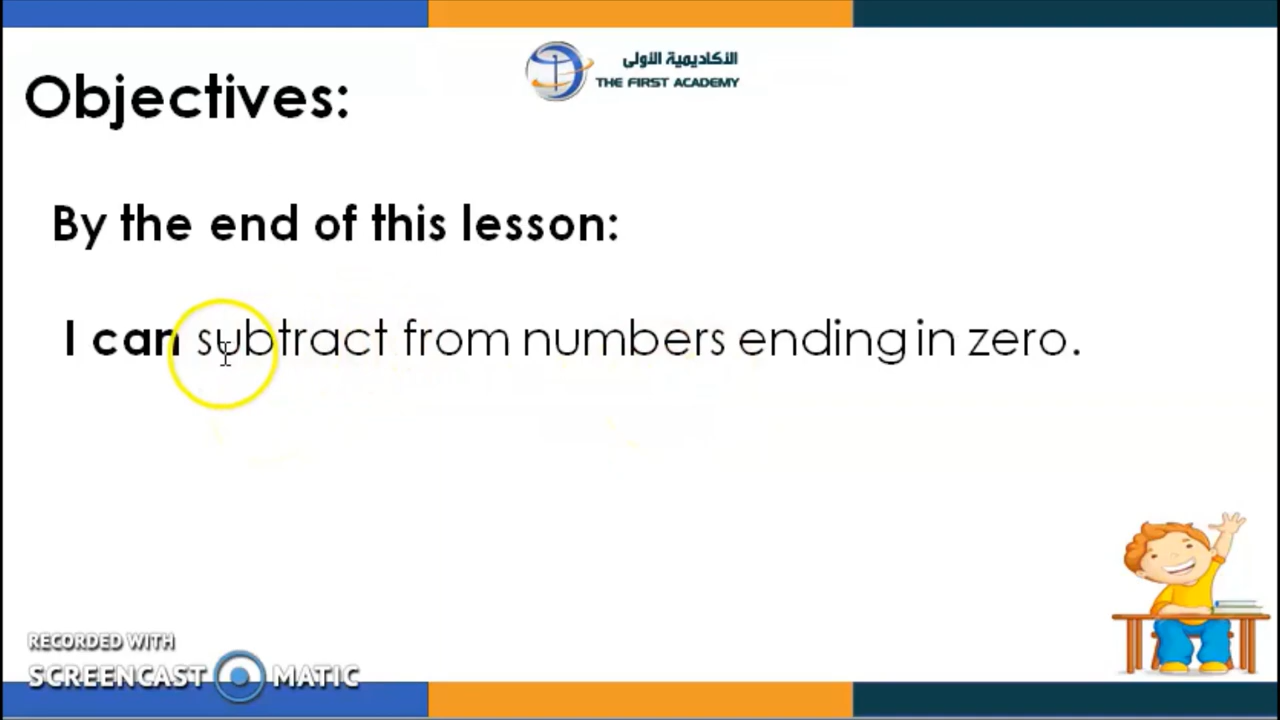 الأكاديمية الأولى
THE FIRST ACADEMY
Objectives:
By the end of this lesson:
I can subtract from numbers ending in zero.
RECORDED WITH
SCREENCAST MATIC